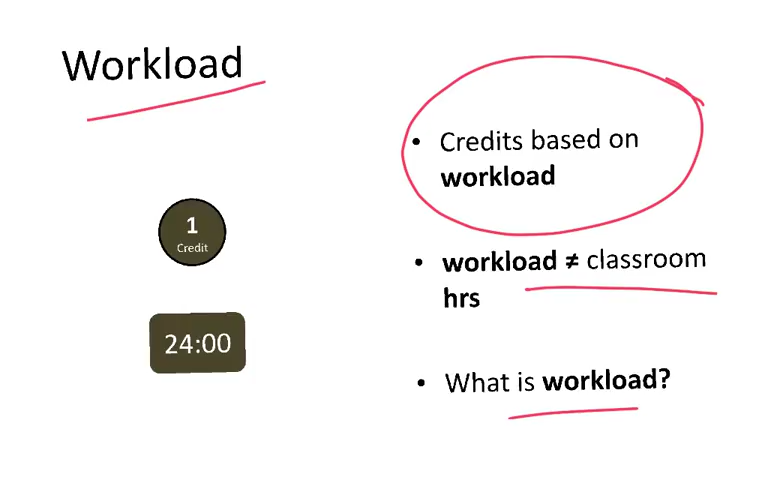 Workload
1
Credit
24:00
• Credits based on
workload
• workload ≠ classroom
hrs
• What is workload?